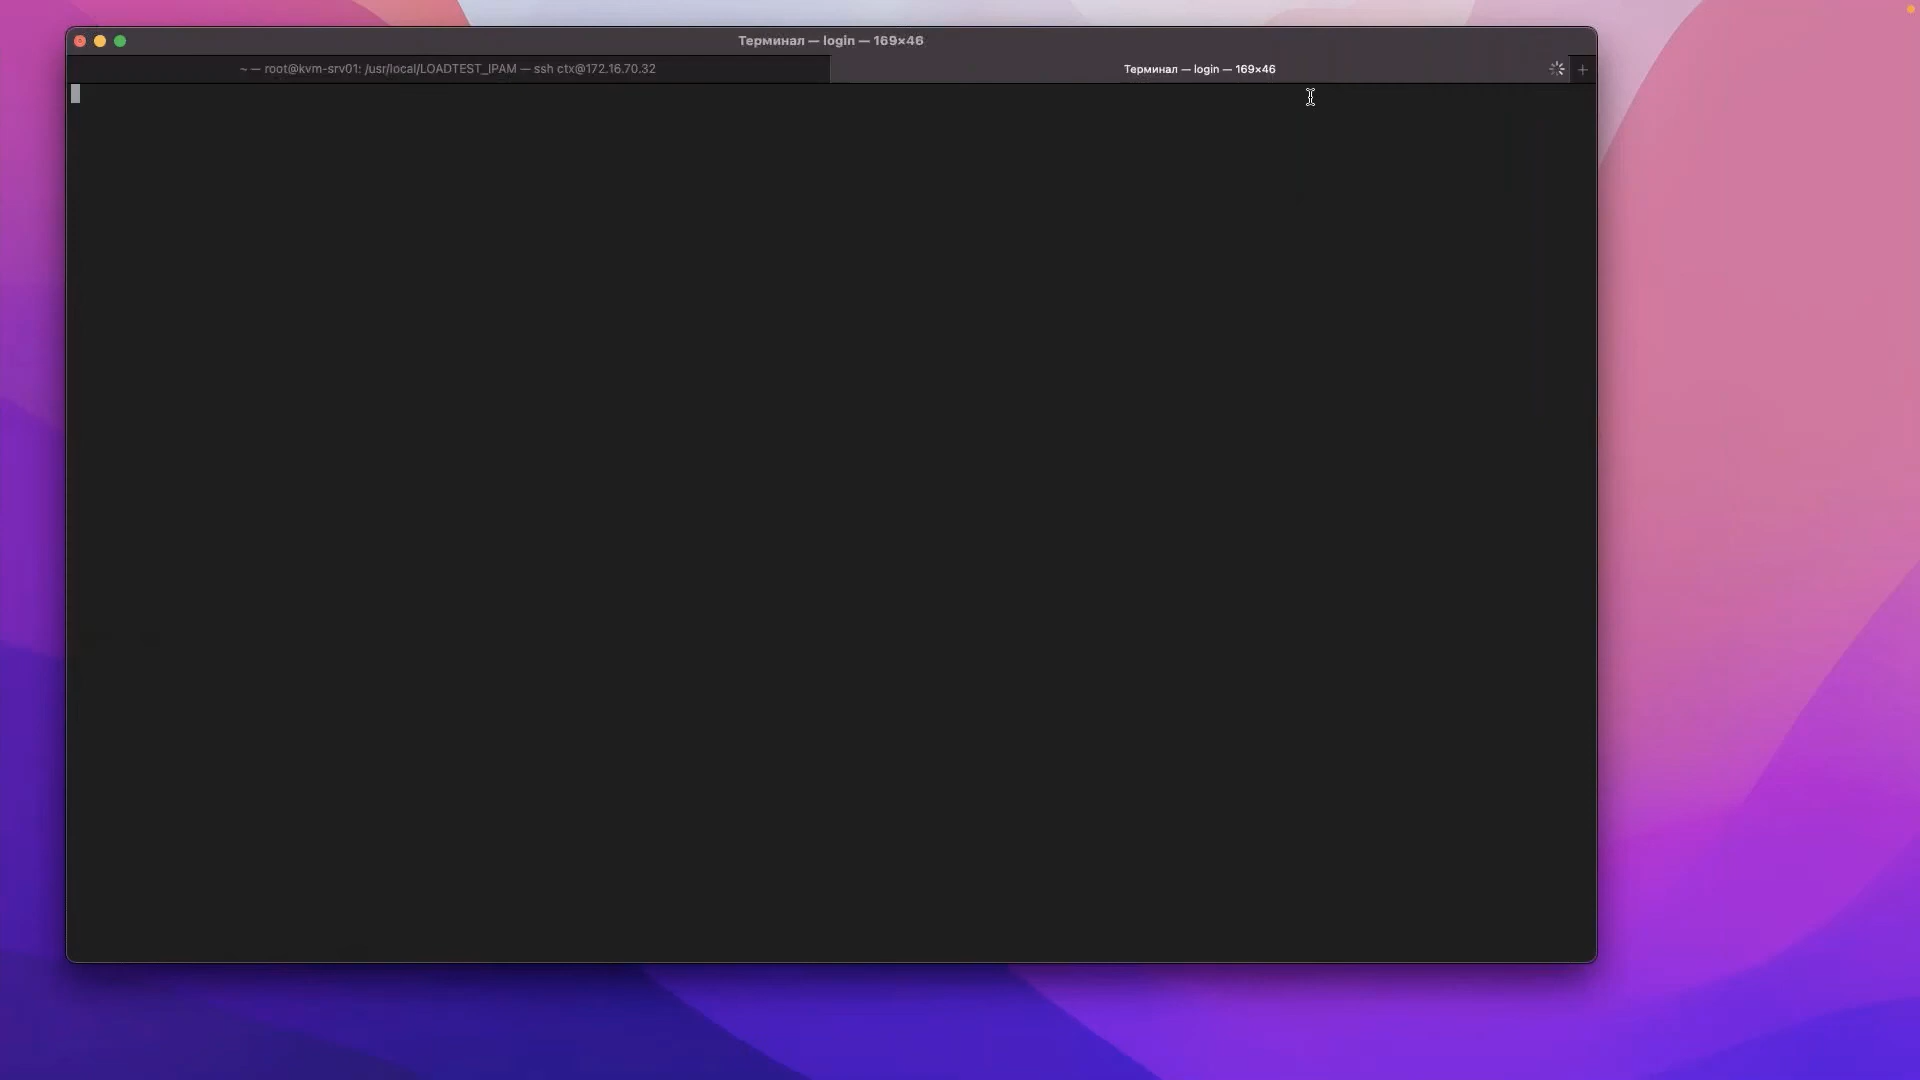 Терминал — login — 169×46
~ — root@kvm-srv01: /usr/local/LOADTEST_IPAM — ssh ctx@172.16.70.32
Терминал — login — 169×46